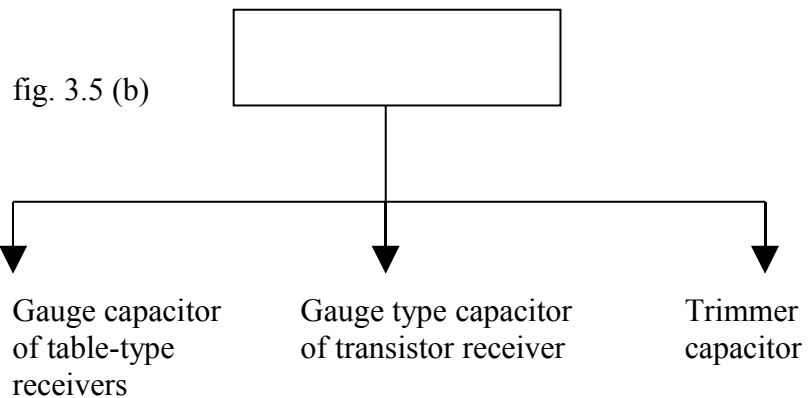 fig. 3.5 (b)
Gauge capacitor
of table-type
receivers
Gauge type capacitor
of transistor receiver
Trimmer
capacitor